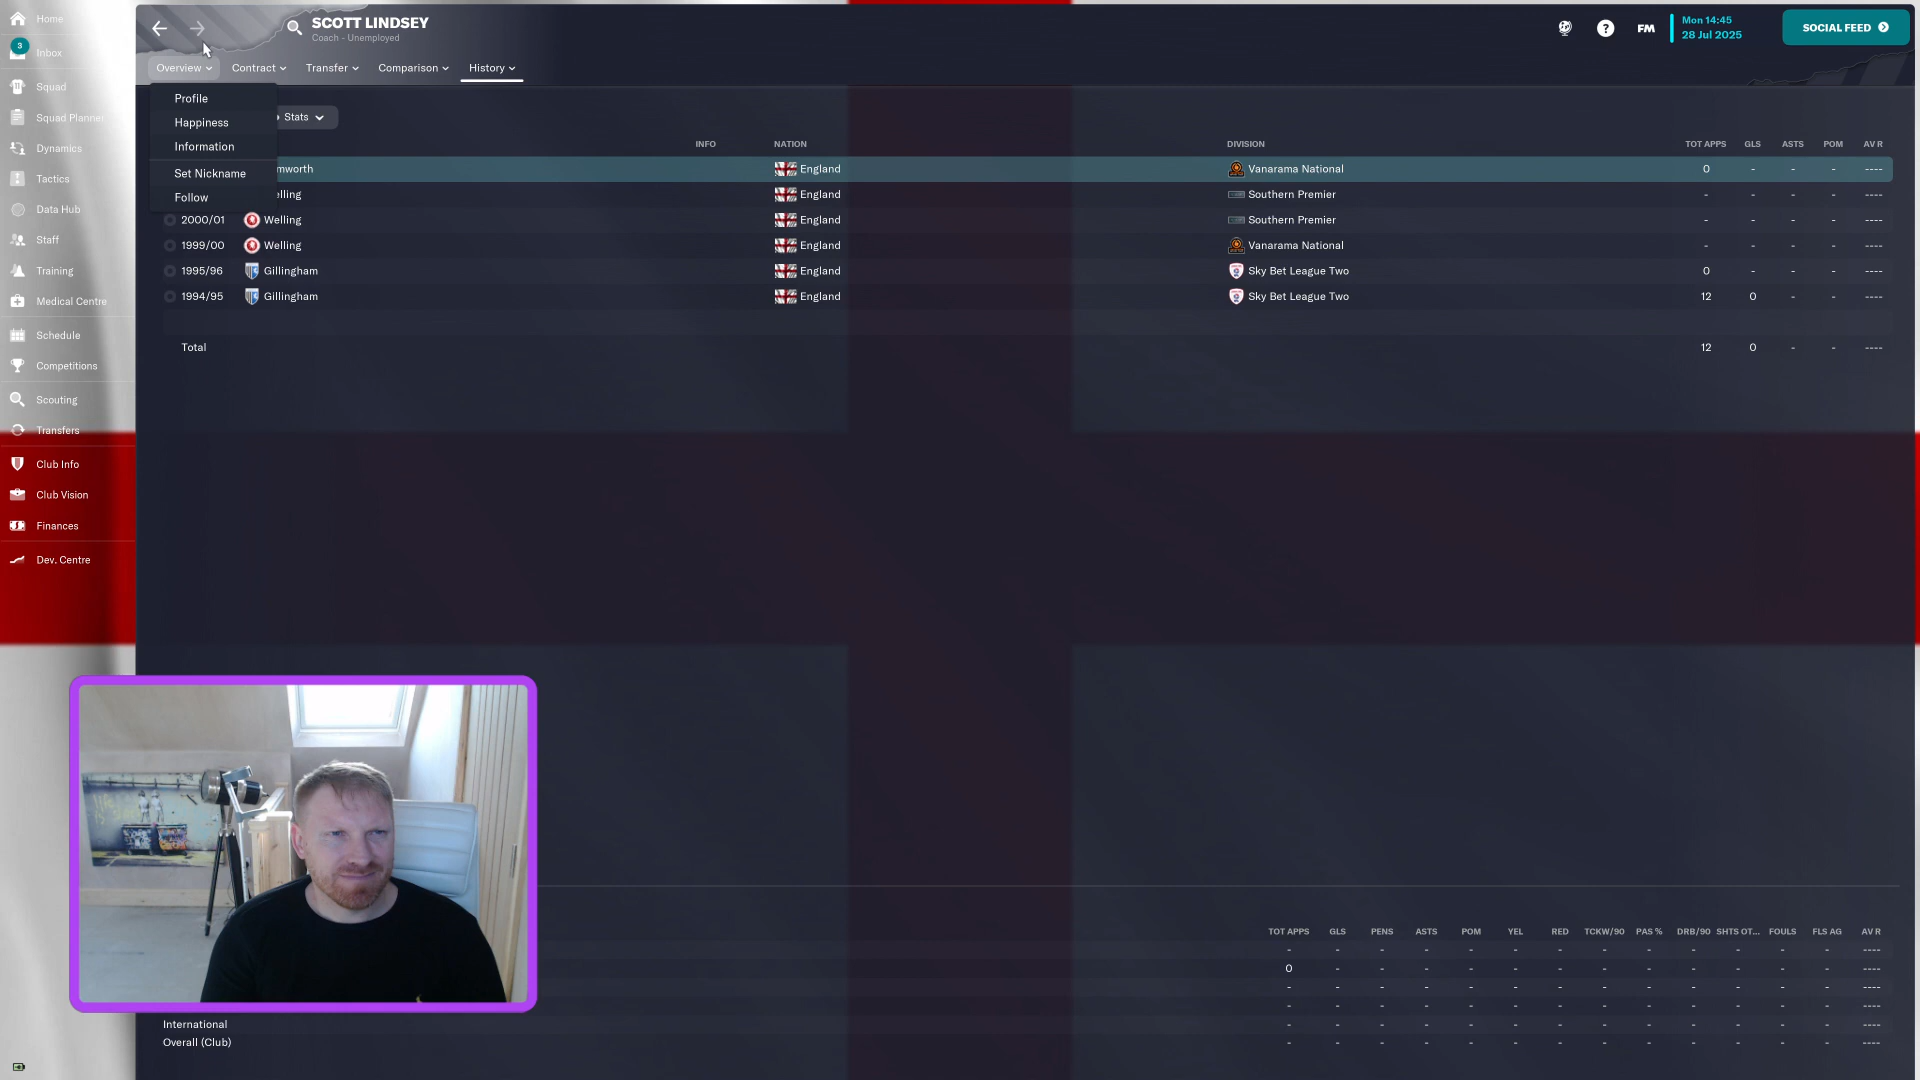 Home
3
Inbox
Squad
Squad Planner
Dynamics
Tactics
Data Hub
Staff
Training
Medical Centre
Schedule
Competitions
Scouting
Transfers
Club Info
Club Vision
Finances
Dev. Centre
SCOTT LINDSEY
Coach - Unemployed
? FM
Mon 14:45
28 Jul 2025
SOCIAL FEED
Overview Contract Transfer Comparison History
Profile
Happiness
Information
Set Nickname
Follow
Stats
INFO NATION DIVISION TOT APPS GLS ASTS POM AV R
mworth England Vanarama National 0 - - - ----
elling England Southern Premier - - - - ----
2000/01 Welling England Southern Premier - - - - ----
1999/00 Welling England Vanarama National - - - - ----
1995/96 Gillingham England Sky Bet League Two 0 - - - ----
1994/95 Gillingham England Sky Bet League Two 12 0 - - ----
Total 12 0 - - ----
TOT APPS GLS PENS ASTS POM YEL RED TCKW/90 PAS % DRB/90 SHTS OT... FOULS FLS AG AV R
- - - - - - - - - - - - - ----
0 - - - - - - - - - - - - ----
- - - - - - - - - - - - - ----
- - - - - - - - - - - - - ----
International - - - - - - - - - - - - - ----
Overall (Club) - - - - - - - - - - - - - ----